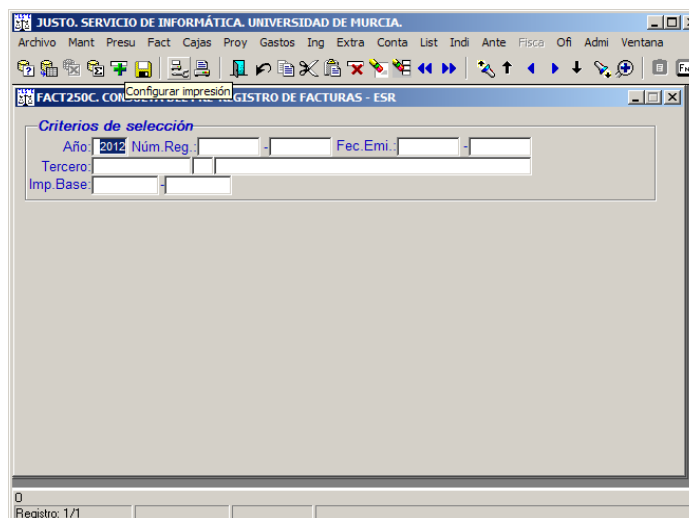 JUSTO. SERVICIO DE INFORMÁTICA. UNIVERSIDAD DE MURCIA.
Archivo Mant Presu Fact Cajas Proy Gastos Ing Extra Conta List Indi Ante Fisca Ofi Admi Ventana
Configurar impresión
FACT250C. REGISTRO DE FACTURAS - ESR
Criterios de selección
Año: 2012 Núm.Reg.: - Fec.Emi.: -
Tercero:
Imp.Base: -
0
Registro: 1/1